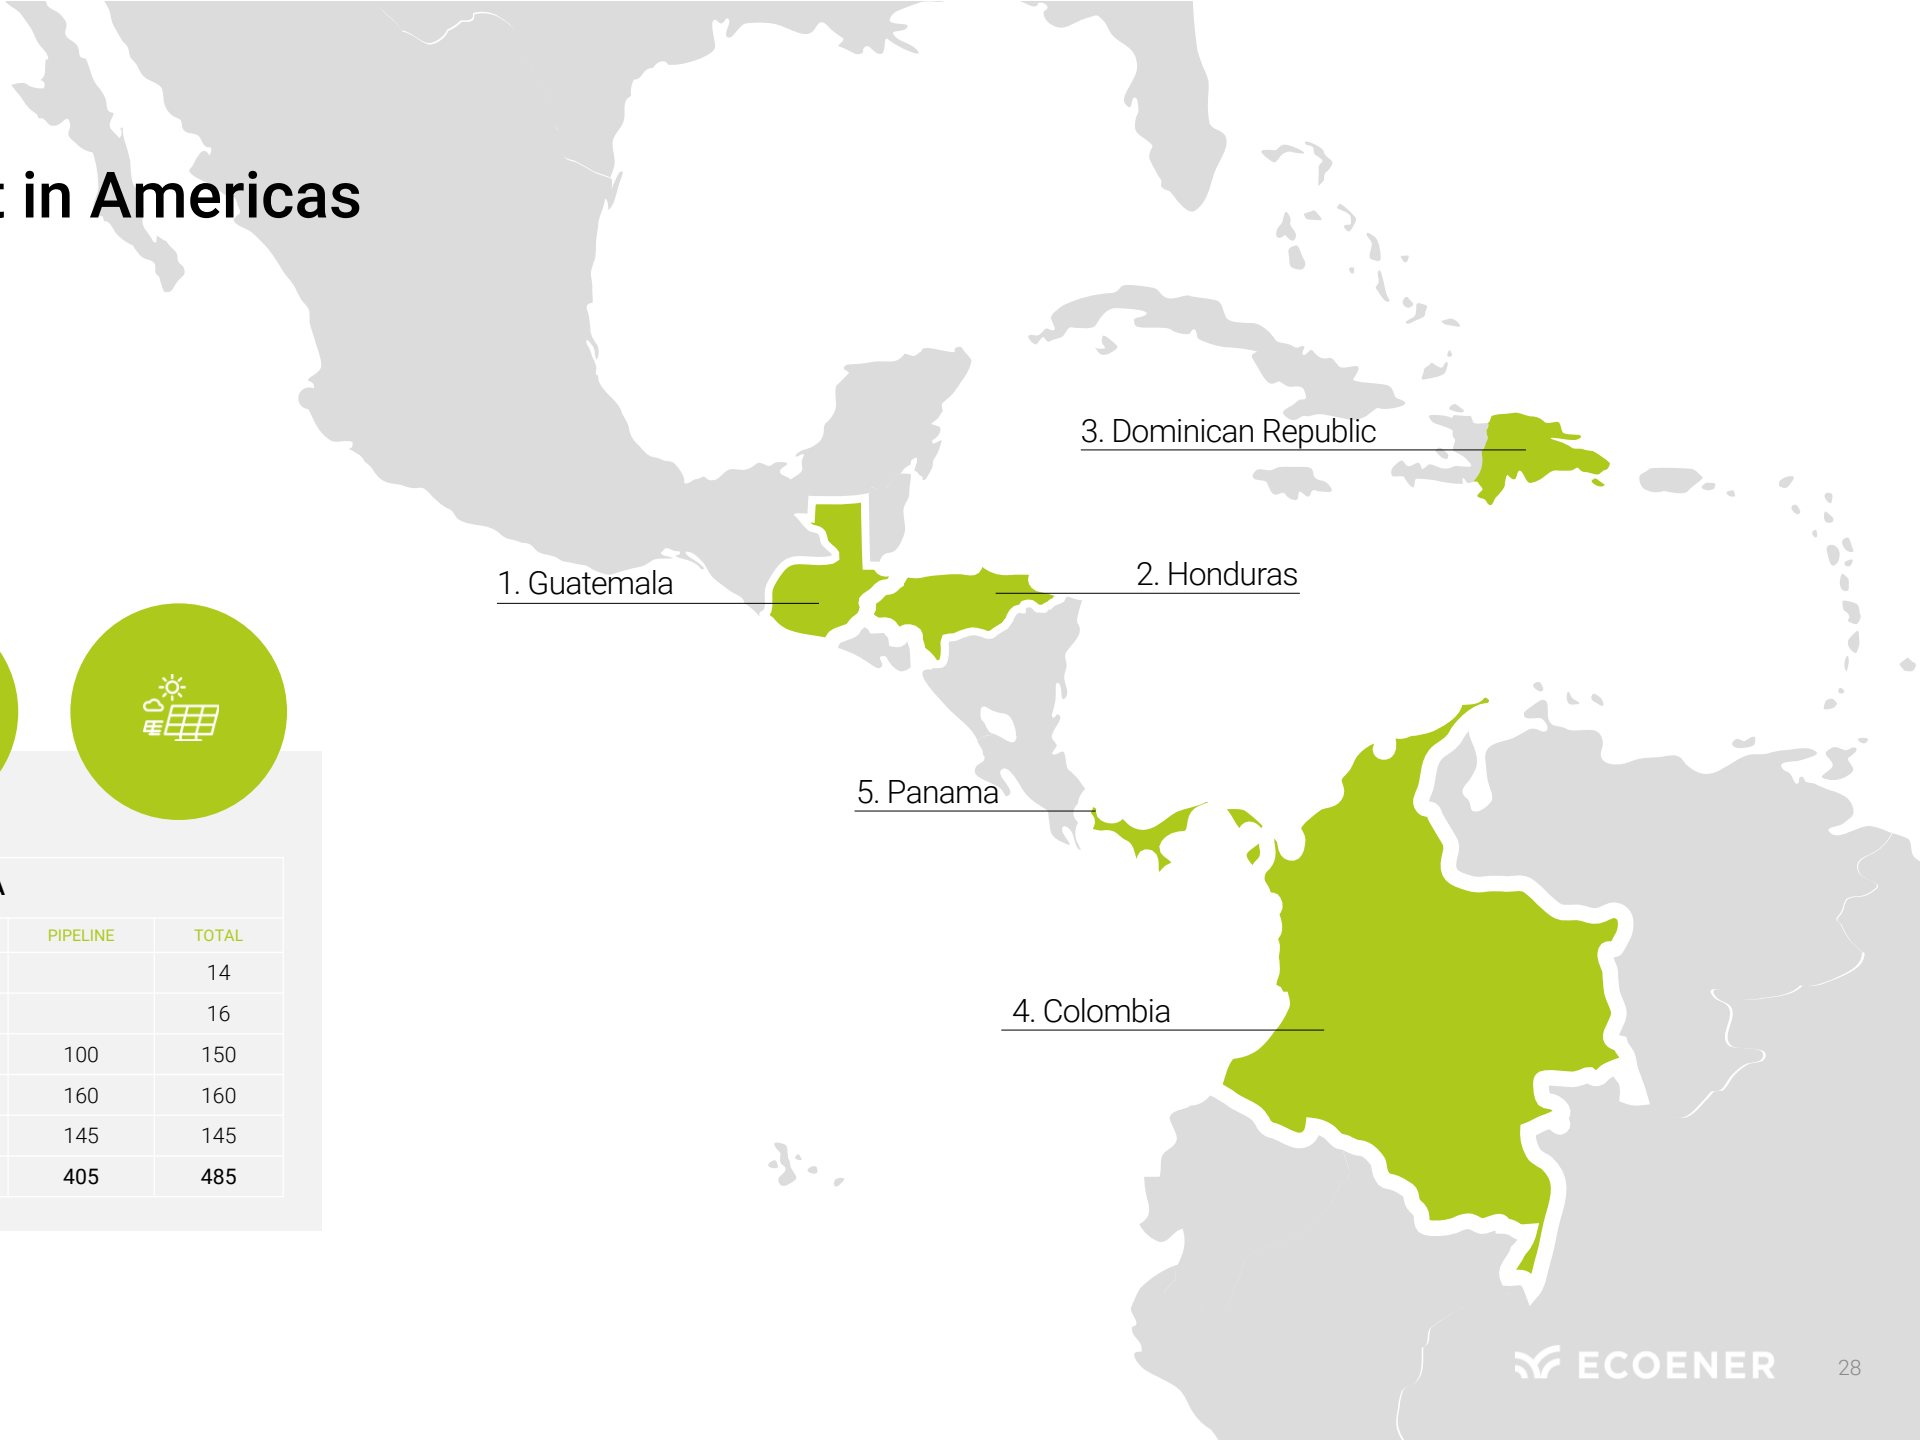 in Americas
3. Dominican Republic
2. Honduras
1. Guatemala
5. Panama
4. Colombia
PIPELINE TOTAL
14
16
100 150
160 160
145 145
405 485
ECOENER
28